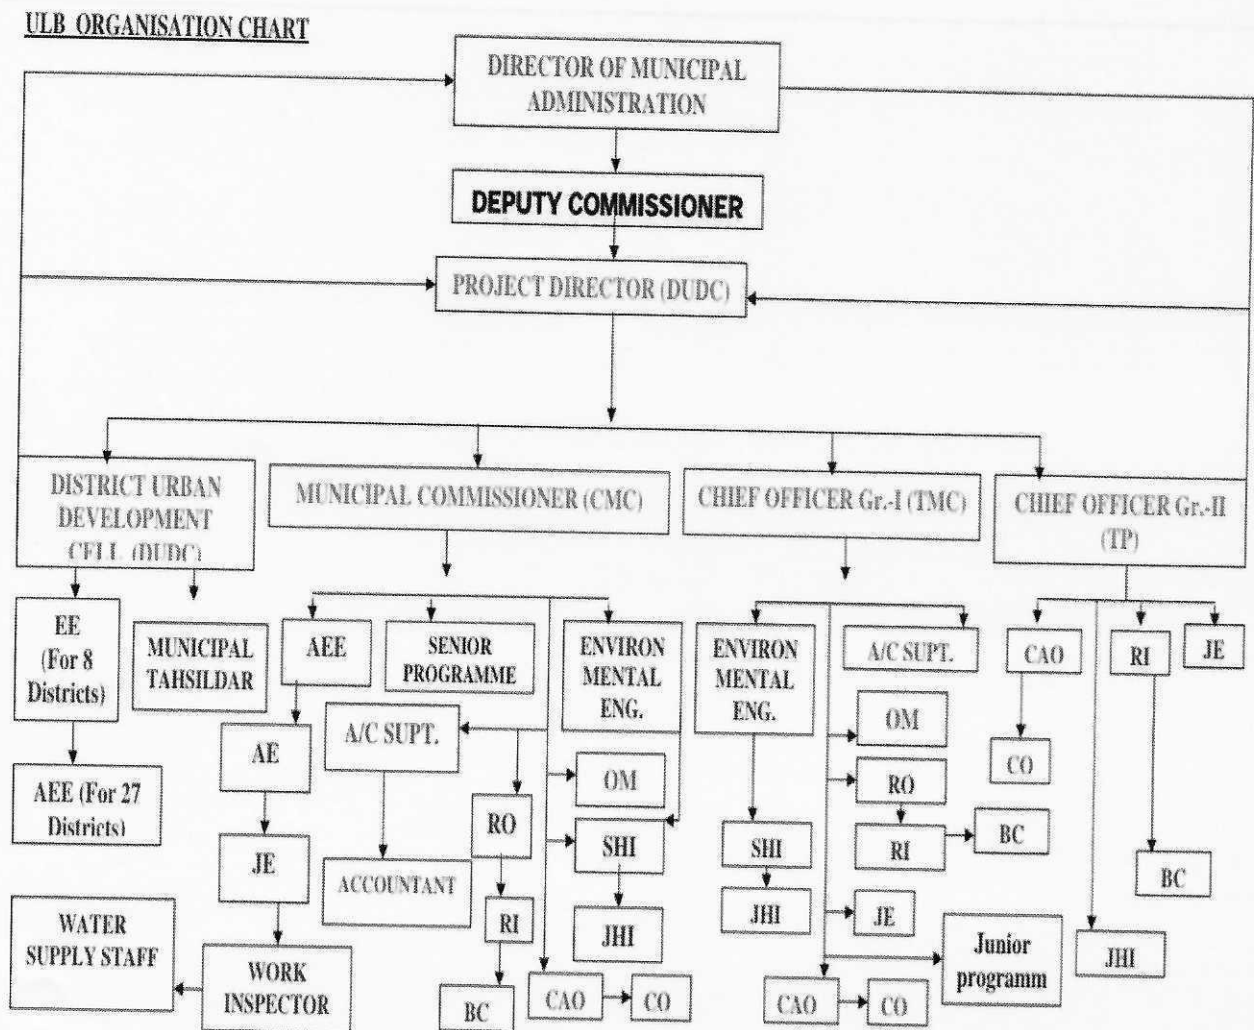 ULB ORGANISATION CHART
DIRECTOR OF MUNICIPAL
ADMINISTRATION
DEPUTY COMMISSIONER
PROJECT DIRECTOR (DUDC)
DISTRICT URBAN
DEVELOPMENT
CELL (DUDC)
MUNICIPAL COMMISSIONER (CMC)
CHIEF OFFICER Gr.-I (TMC)
CHIEF OFFICER Gr.-II
(TP)
EE
(For 8
Districts)
MUNICIPAL
TAHSILDAR
AEE
SENIOR
PROGRAMME
ENVIRON
MENTAL
ENG.
ENVIRON
MENTAL
ENG.
A/C SUPT.
CAO
RI
JE
AEE (For 27
Districts)
AE
A/C SUPT.
OM
OM
CO
RO
RO
JE
SHI
SHI
RI
BC
ACCOUNTANT
BC
WATER
SUPPLY STAFF
RI
JHI
JHI
JE
Junior
programm
JHI
WORK
INSPECTOR
BC
CAO
CO
CAO
CO